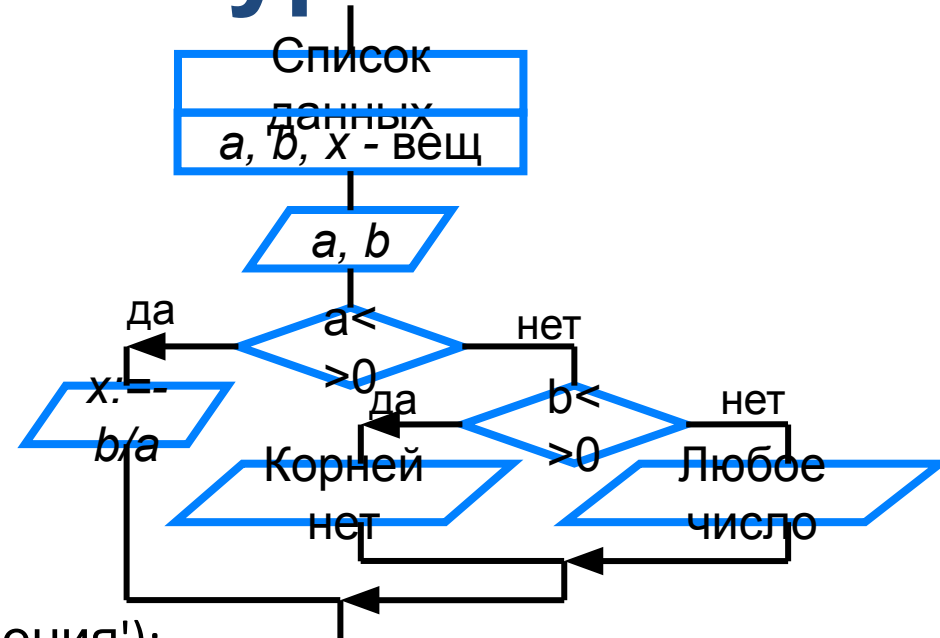 Список
данных
a, b, x - вещ
a, b
да
a<
>0
нет
x:=-
b/a
да
b<
>0
нет
Корней
нет
Любое
число